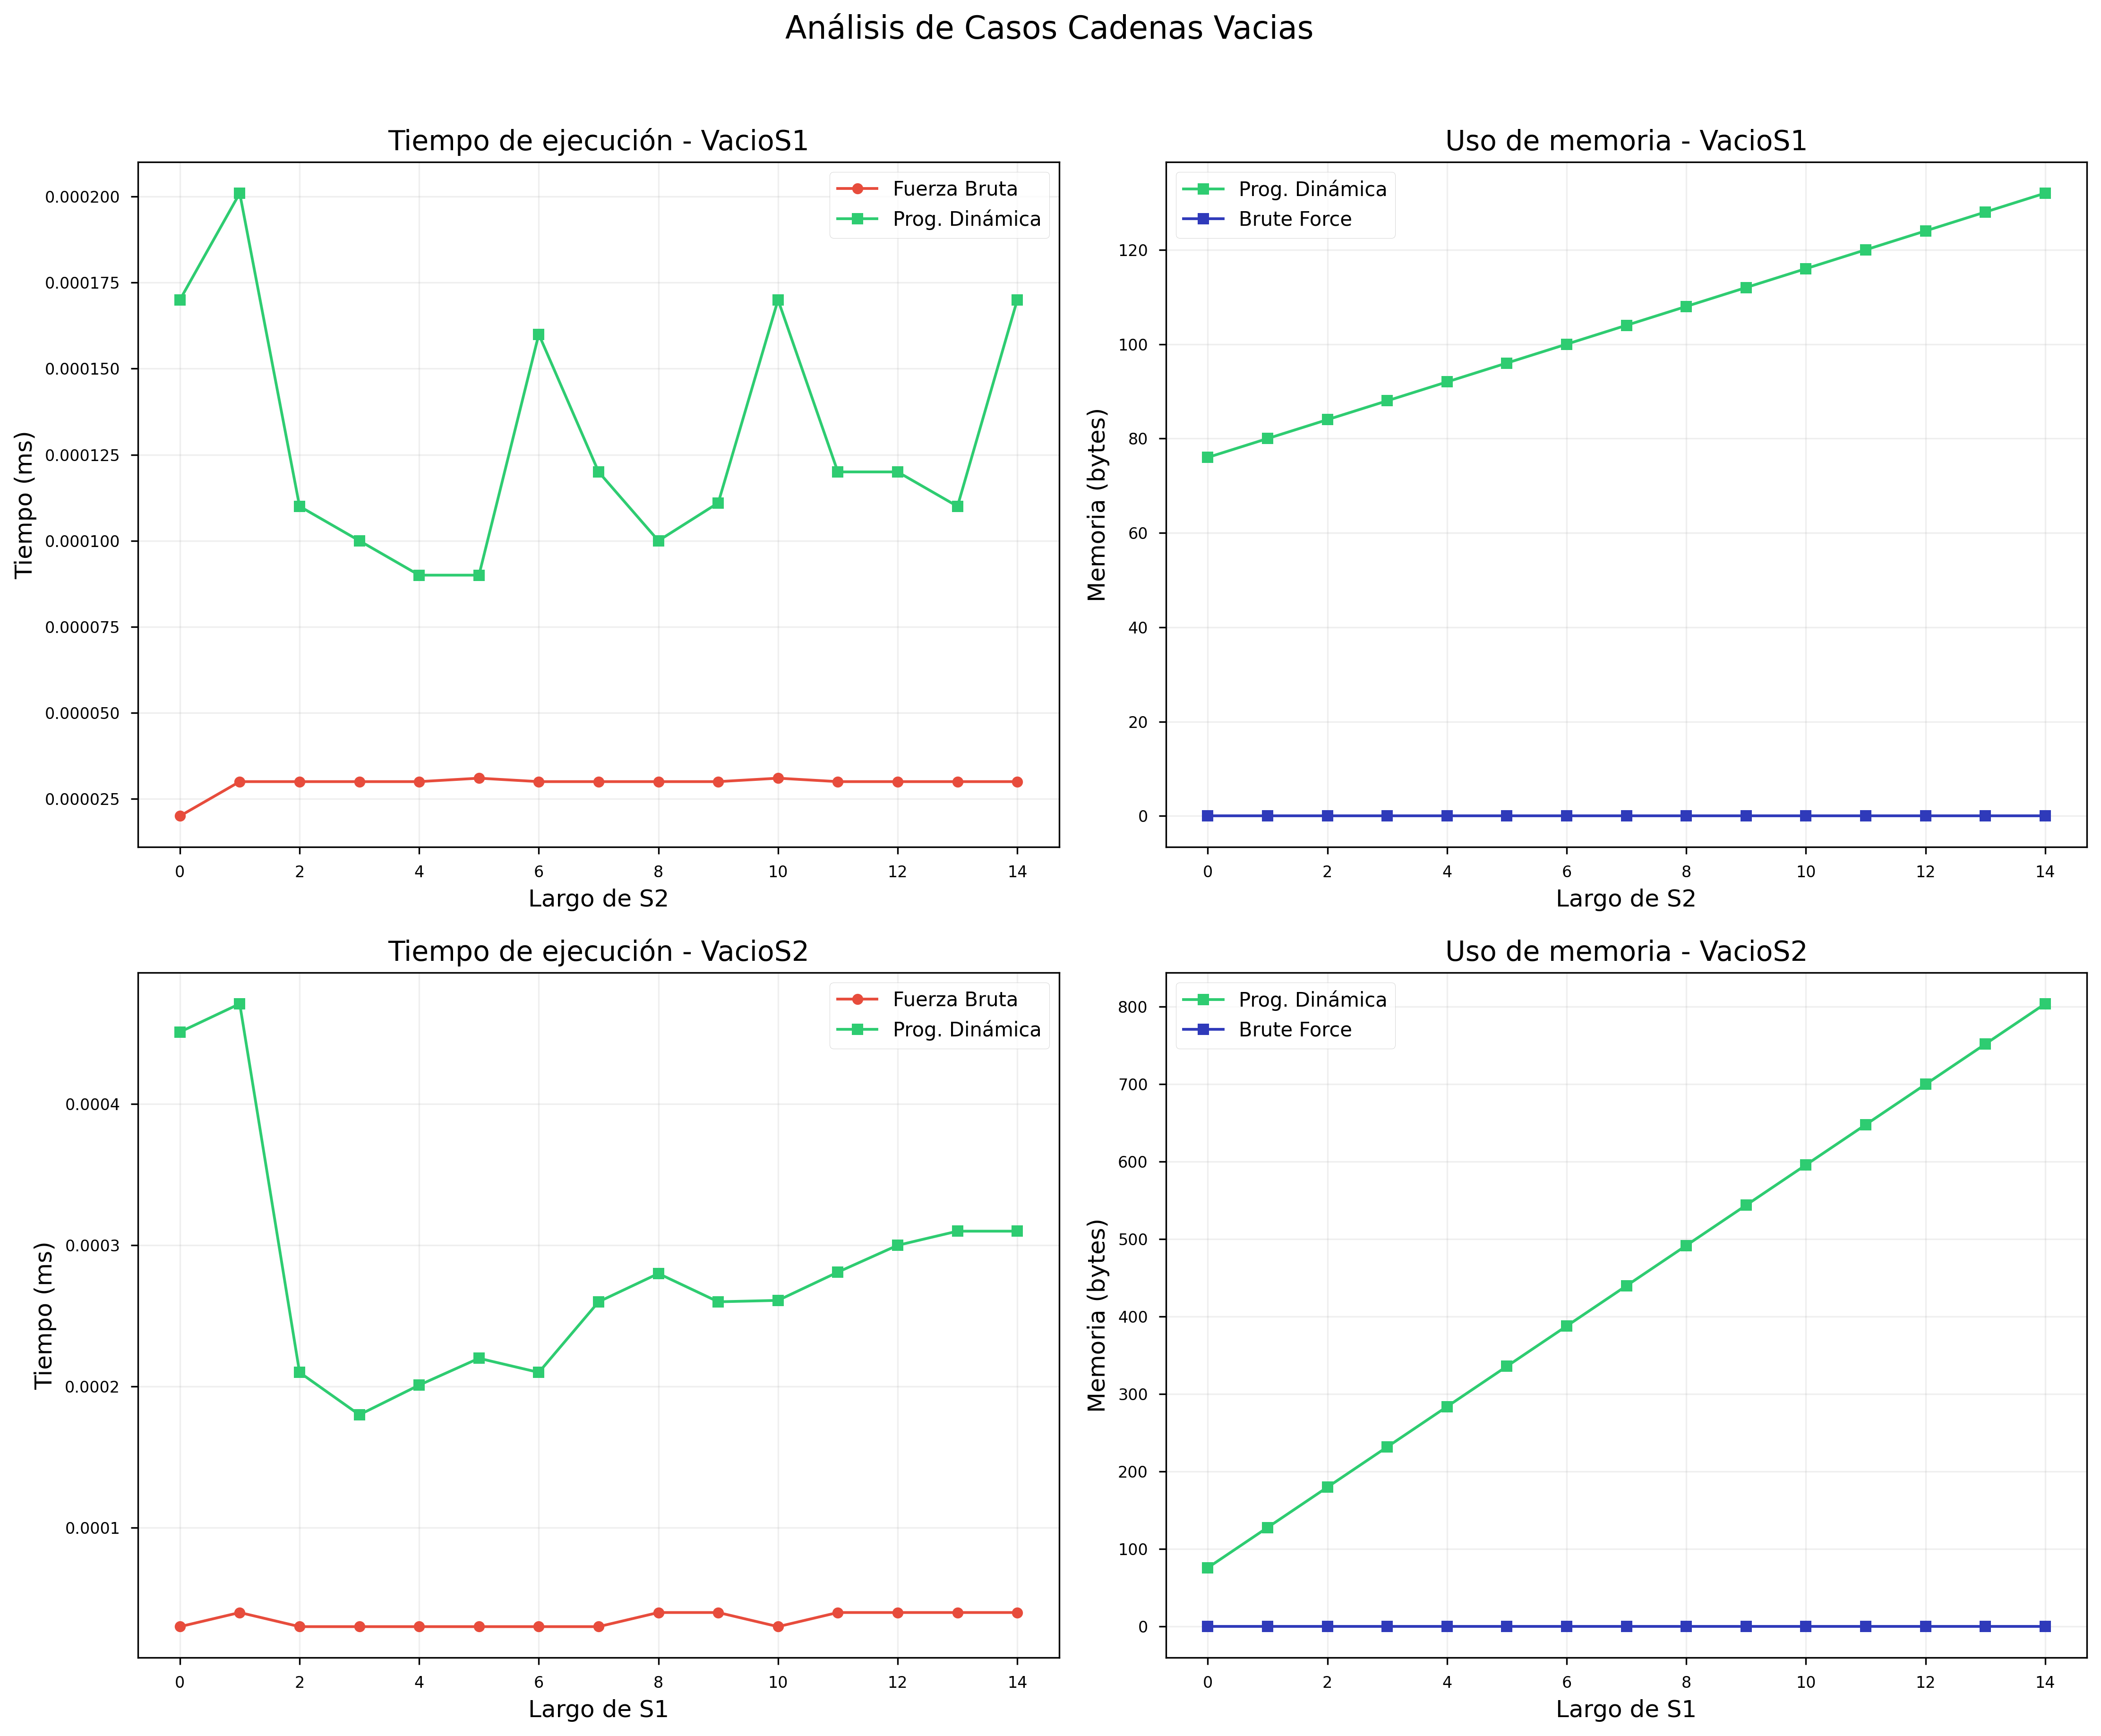 Análisis de Casos Cadenas Vacias
Tiempo de ejecución - VacioS1
Fuerza Bruta
Prog. Dinámica
Tiempo (ms)
0.000200
0.000175
0.000150
0.000125
0.000100
0.000075
0.000050
0.000025
0 2 4 6 8 10 12 14
Largo de S2
Uso de memoria - VacioS1
Prog. Dinámica
Brute Force
Memoria (bytes)
120
100
80
60
40
20
0
0 2 4 6 8 10 12 14
Largo de S2
Tiempo de ejecución - VacioS2
Fuerza Bruta
Prog. Dinámica
Tiempo (ms)
0.0004
0.0003
0.0002
0.0001
0 2 4 6 8 10 12 14
Largo de S1
Uso de memoria - VacioS2
Prog. Dinámica
Brute Force
Memoria (bytes)
800
700
600
500
400
300
200
100
0
0 2 4 6 8 10 12 14
Largo de S1